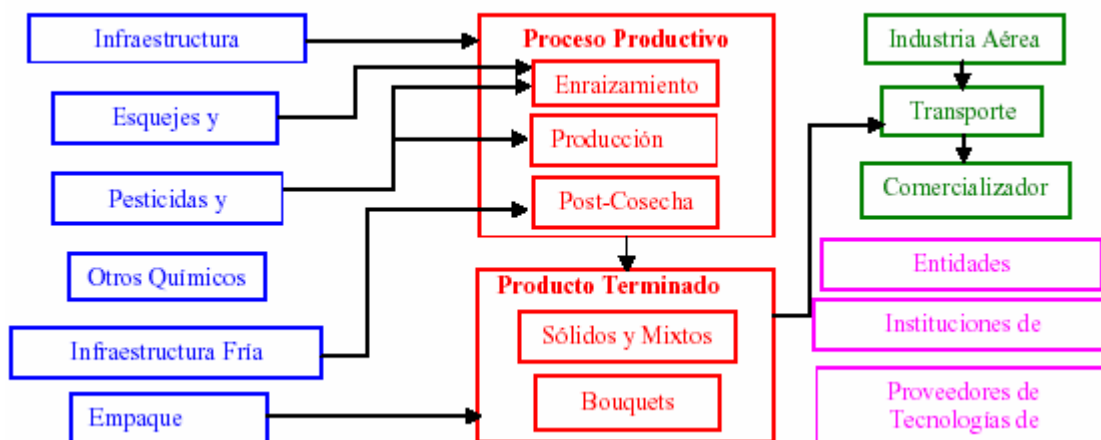 Infraestructura
Esquejes y
Pesticidas y
Otros Químicos
Infraestructura Fría
Empaque
Proceso Productivo
Enraizamiento
Producción
Post-Cosecha
Producto Terminado
Sólidos y Mixtos
Bouquets
Industria Aérea
Transporte
Comercializador
Entidades
Instituciones de
Proveedores de
Tecnologías de